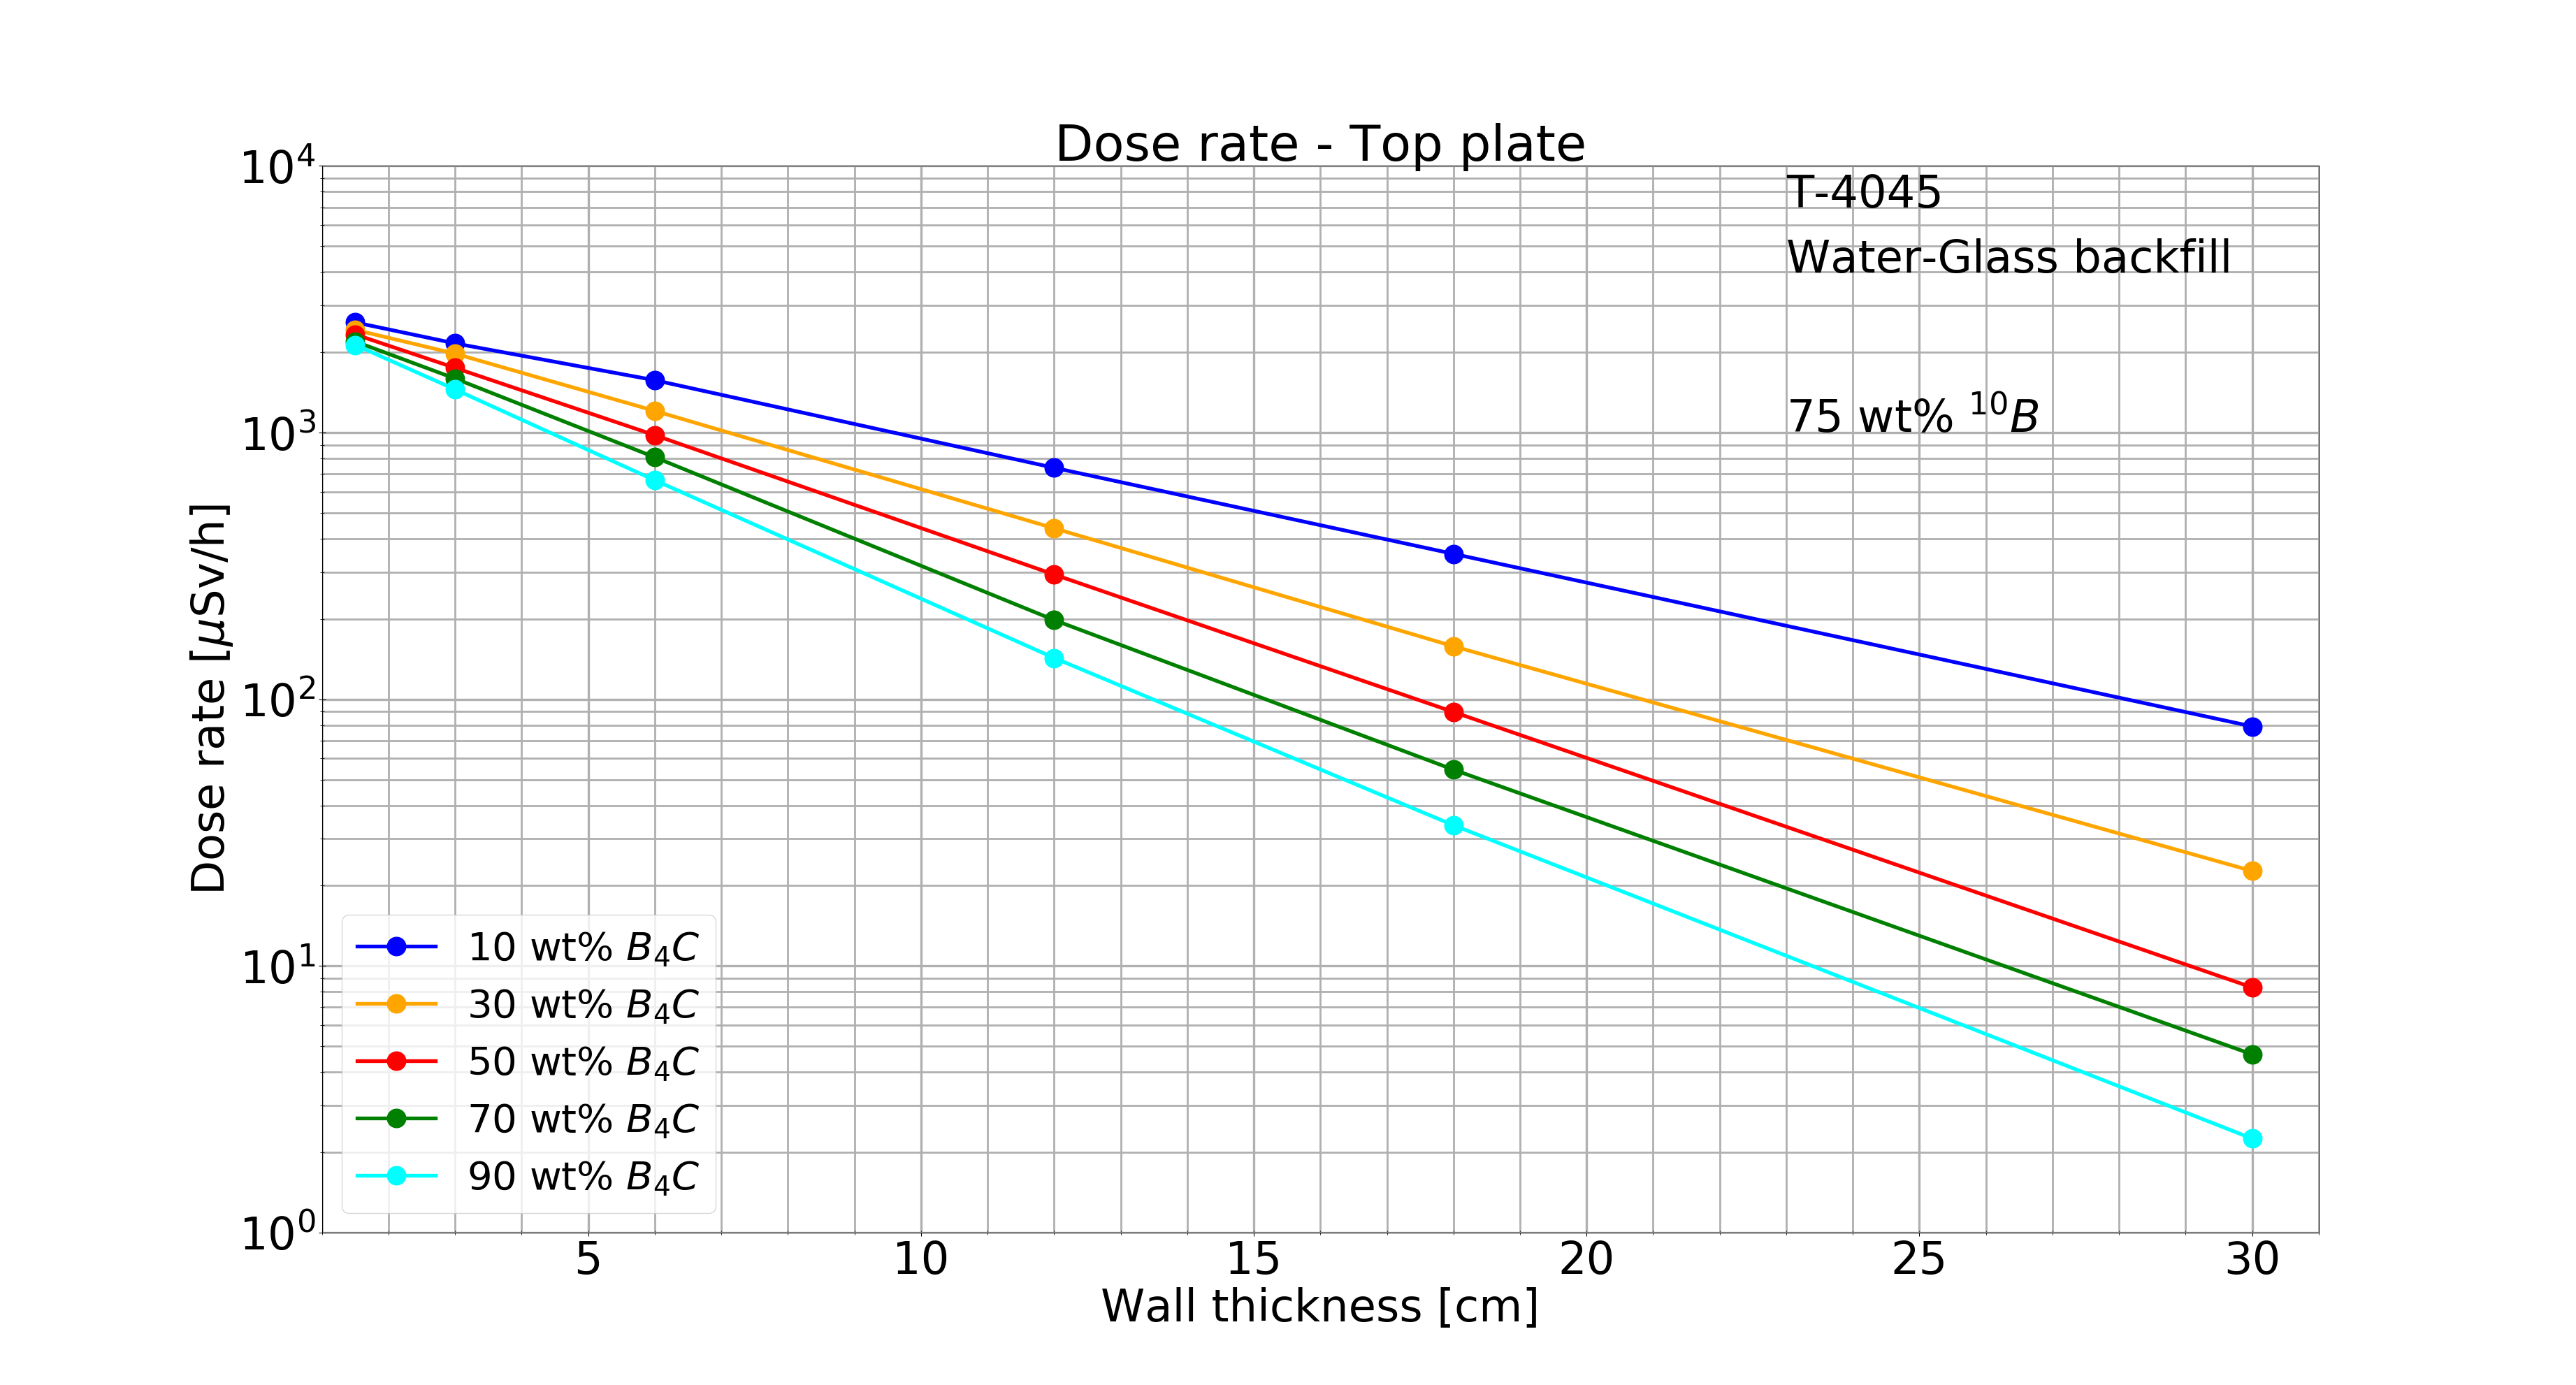 Dose rate - Top plate
T-4045
Water-Glass backfill
75 wt% ¹⁰B
Dose rate [μSv/h]
10⁴
10³
10²
10¹
10⁰
10 wt% B₄C
30 wt% B₄C
50 wt% B₄C
70 wt% B₄C
90 wt% B₄C
5 10 15 20 25 30
Wall thickness [cm]